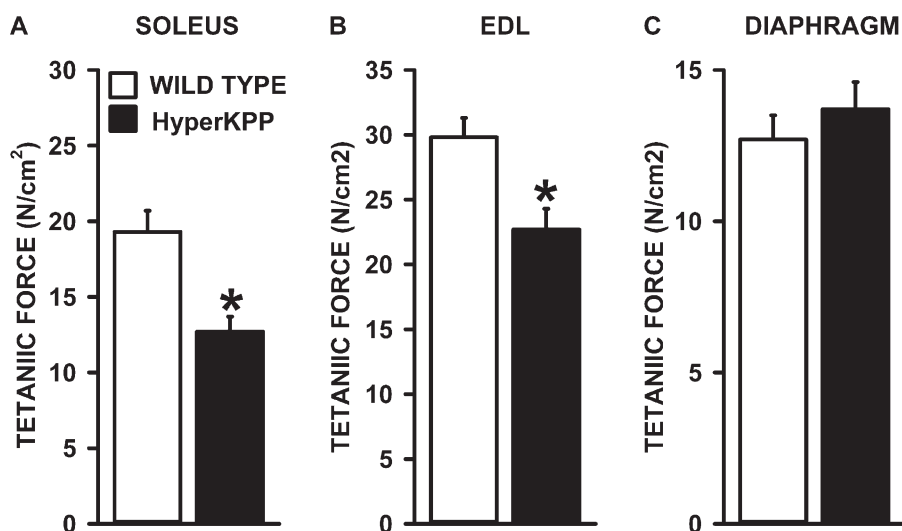 A SOLEUS
TETANIIC FORCE (N/cm²)
30
25
20
15
10
5
0
WILD TYPE
HyperKPP
*
B EDL
TETANIIC FORCE (N/cm2)
35
30
25
20
15
10
5
0
*
C DIAPHRAGM
TETANIIC FORCE (N/cm2)
15
10
5
0